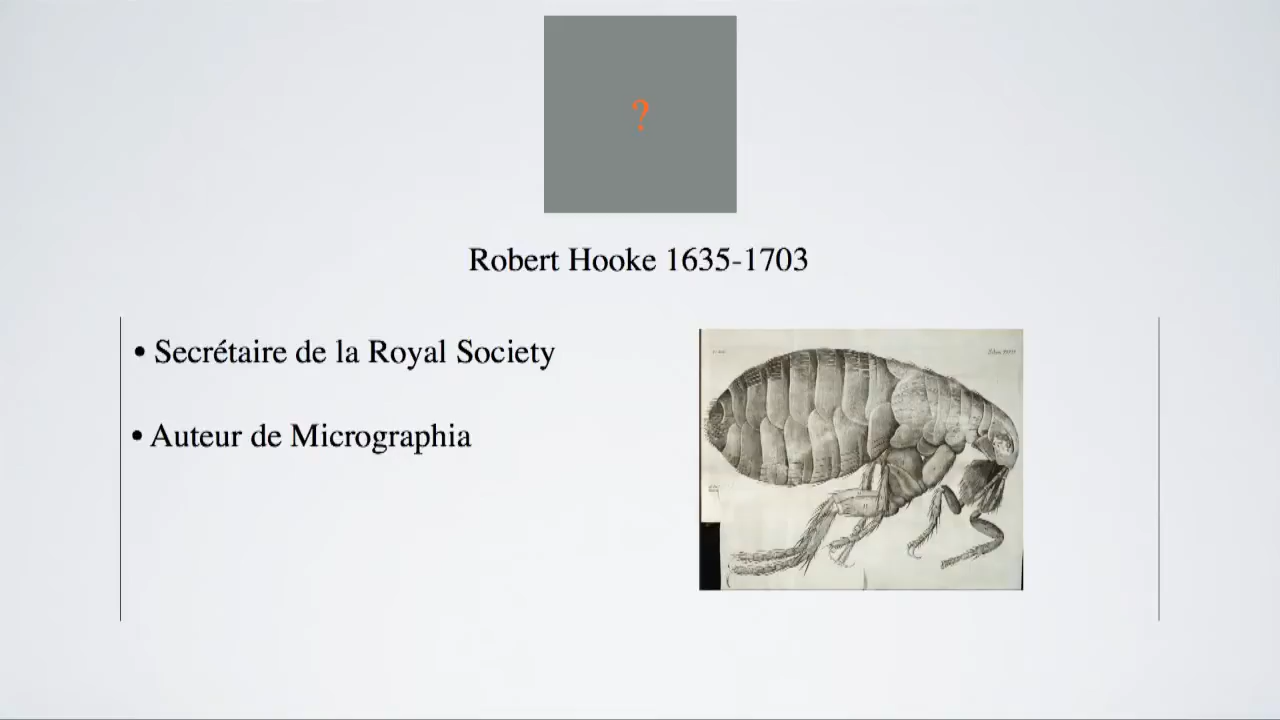 ?
Robert Hooke 1635-1703
• Secrétaire de la Royal Society
• Auteur de Micrographia